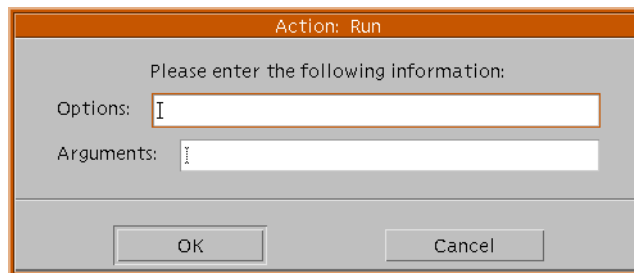 Action: Run
Please enter the following information:
Options:
Arguments:
OK Cancel